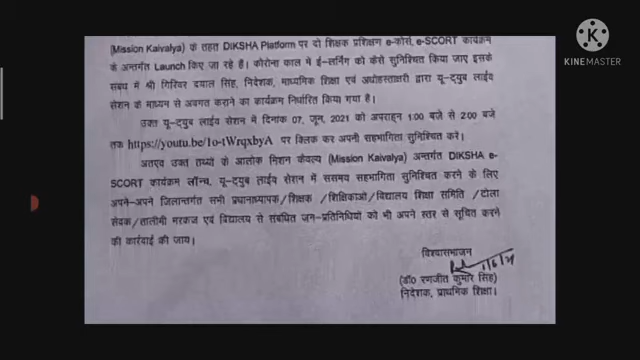 KINEMASTER
(Mission Kaivalya) के तहत DIKSHA Platform पर दो शिक्षक प्रशिक्षण e-कोर्स, e-SCORT कार्यक्रम
के अन्तर्गत Launch किए जा रहे हैं। कोरोना काल में ई-लर्निंग को कैसे सुनिश्चित किया जाए इसके
संबंध में श्री गिरिवर दयाल सिंह, निदेशक, माध्यमिक शिक्षा एवं अधोहस्ताक्षरी द्वारा यू-ट्युब लाईव
सेशन के माध्यम से अवगत कराने का कार्यक्रम निर्धारित किया गया है।
उक्त यू-ट्युब लाईव सेशन में दिनांक 07, जून, 2021 को अपराहन 1:00 बजे से 2:00 बजे
तक https://youtu.be/1o-tWrqxbyA पर क्लिक कर अपनी सहभागिता सुनिश्चित करें।
अतएव उक्त तथ्यों के आलोक मिशन कैवल्य (Mission Kaivalya) अन्तर्गत DIKSHA e-
SCORT कार्यक्रम लॉन्च, यू-ट्युब लाईव सेशन में ससमय सहभागिता सुनिश्चित करने के लिए
अपने-अपने जिलान्तर्गत सभी प्रधानाध्यापक/शिक्षक /शिक्षिकाओं/विद्यालय शिक्षा समिति /टोला
सेवक/तालीमी मरकज एवं विद्यालय से संबंधित जन-प्रतिनिधियों को भी अपने स्तर से सूचित करने
की कार्रवाई की जाय।
विश्वासभाजन
(डॉ० रणजीत कुमार सिंह)
निदेशक, प्राथमिक शिक्षा।